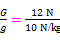 G/g = 12 N / 10 N/kg